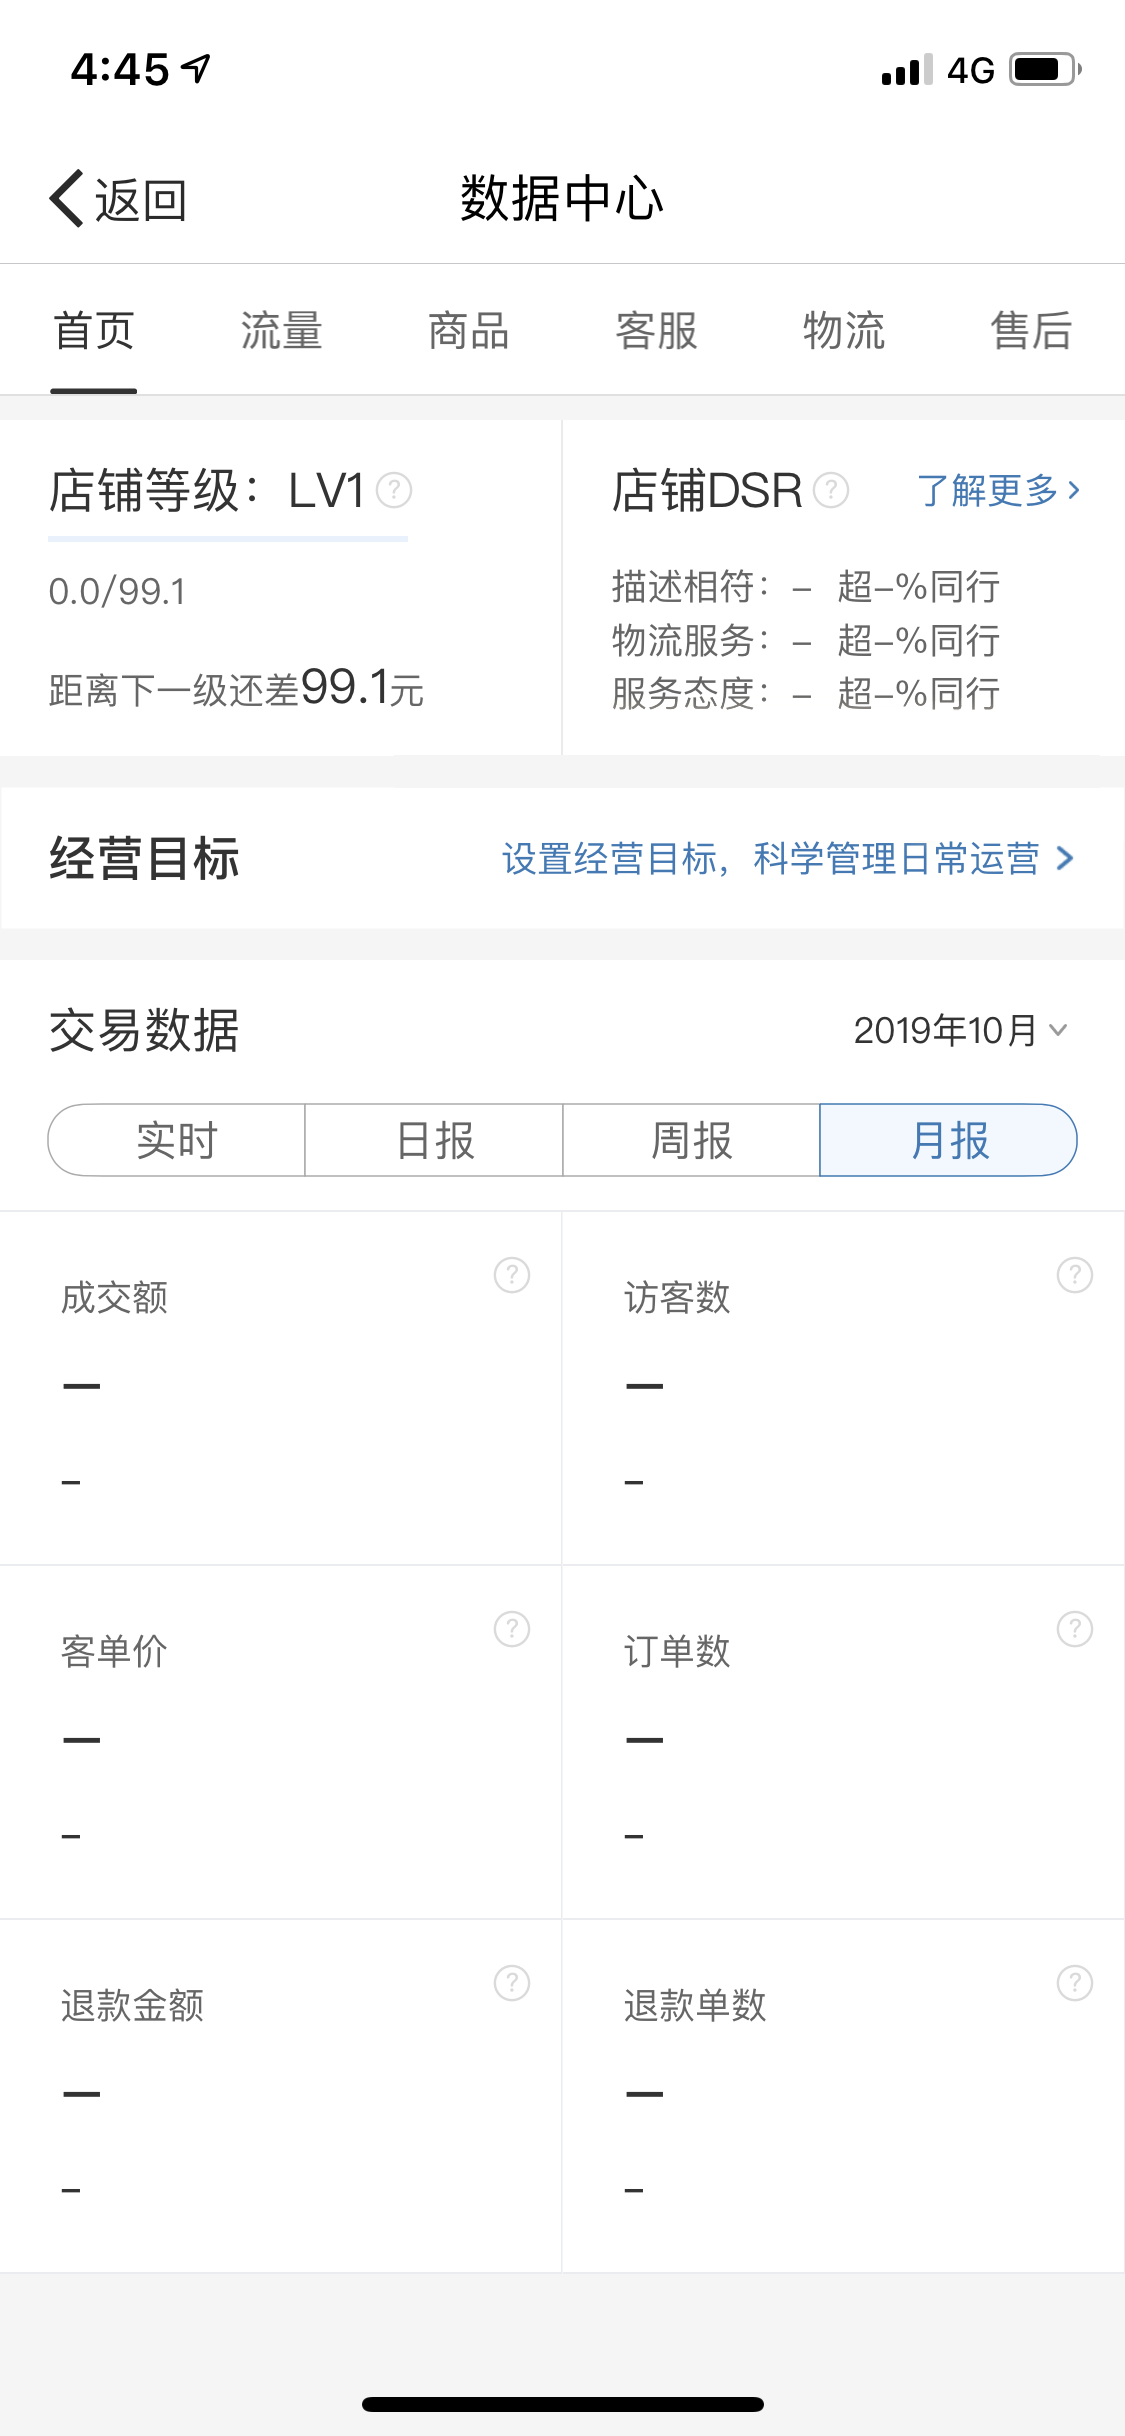 4:45 4G
返回 数据中心
首页 流量 商品 客服 物流 售后
店铺等级：LV1 ?
0.0/99.1
距离下一级还差99.1元
店铺DSR ? 了解更多 >
描述相符：- 超-%同行
物流服务：- 超-%同行
服务态度：- 超-%同行
经营目标 设置经营目标，科学管理日常运营 >
交易数据 2019年10月
实时 日报 周报 月报
成交额 ?
—
-
访客数 ?
—
-
客单价 ?
—
-
订单数 ?
—
-
退款金额 ?
—
-
退款单数 ?
—
-